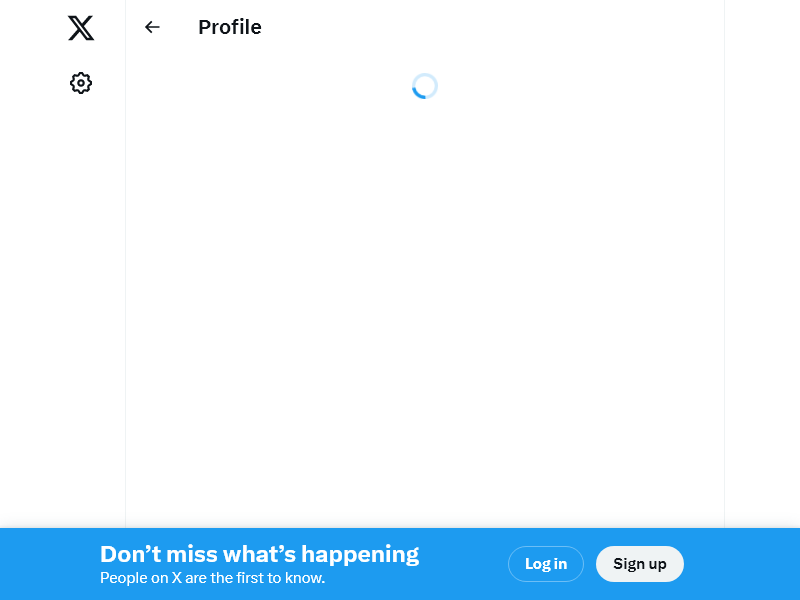 Profile
Don’t miss what’s happening
People on X are the first to know.
Log in
Sign up